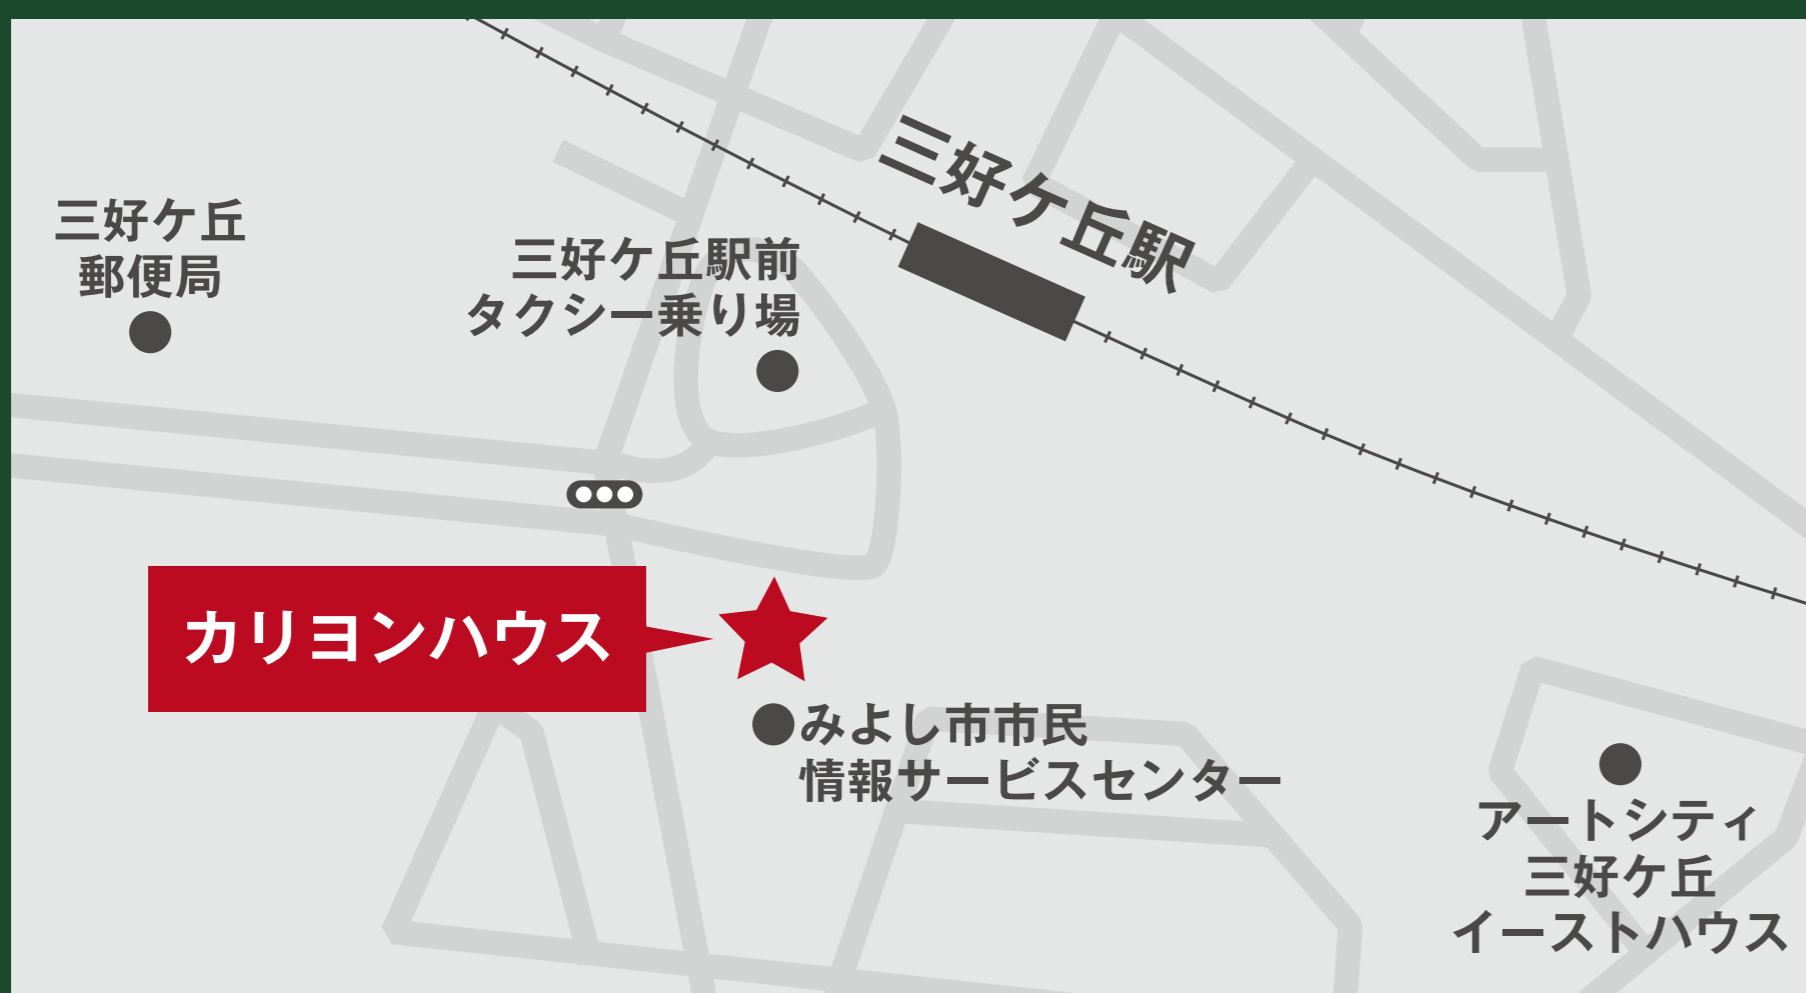 三好ケ丘駅
三好ケ丘
郵便局
三好ケ丘駅前
タクシー乗り場
カリヨンハウス
みよし市市民
情報サービスセンター
アートシティ
三好ケ丘
イーストハウス